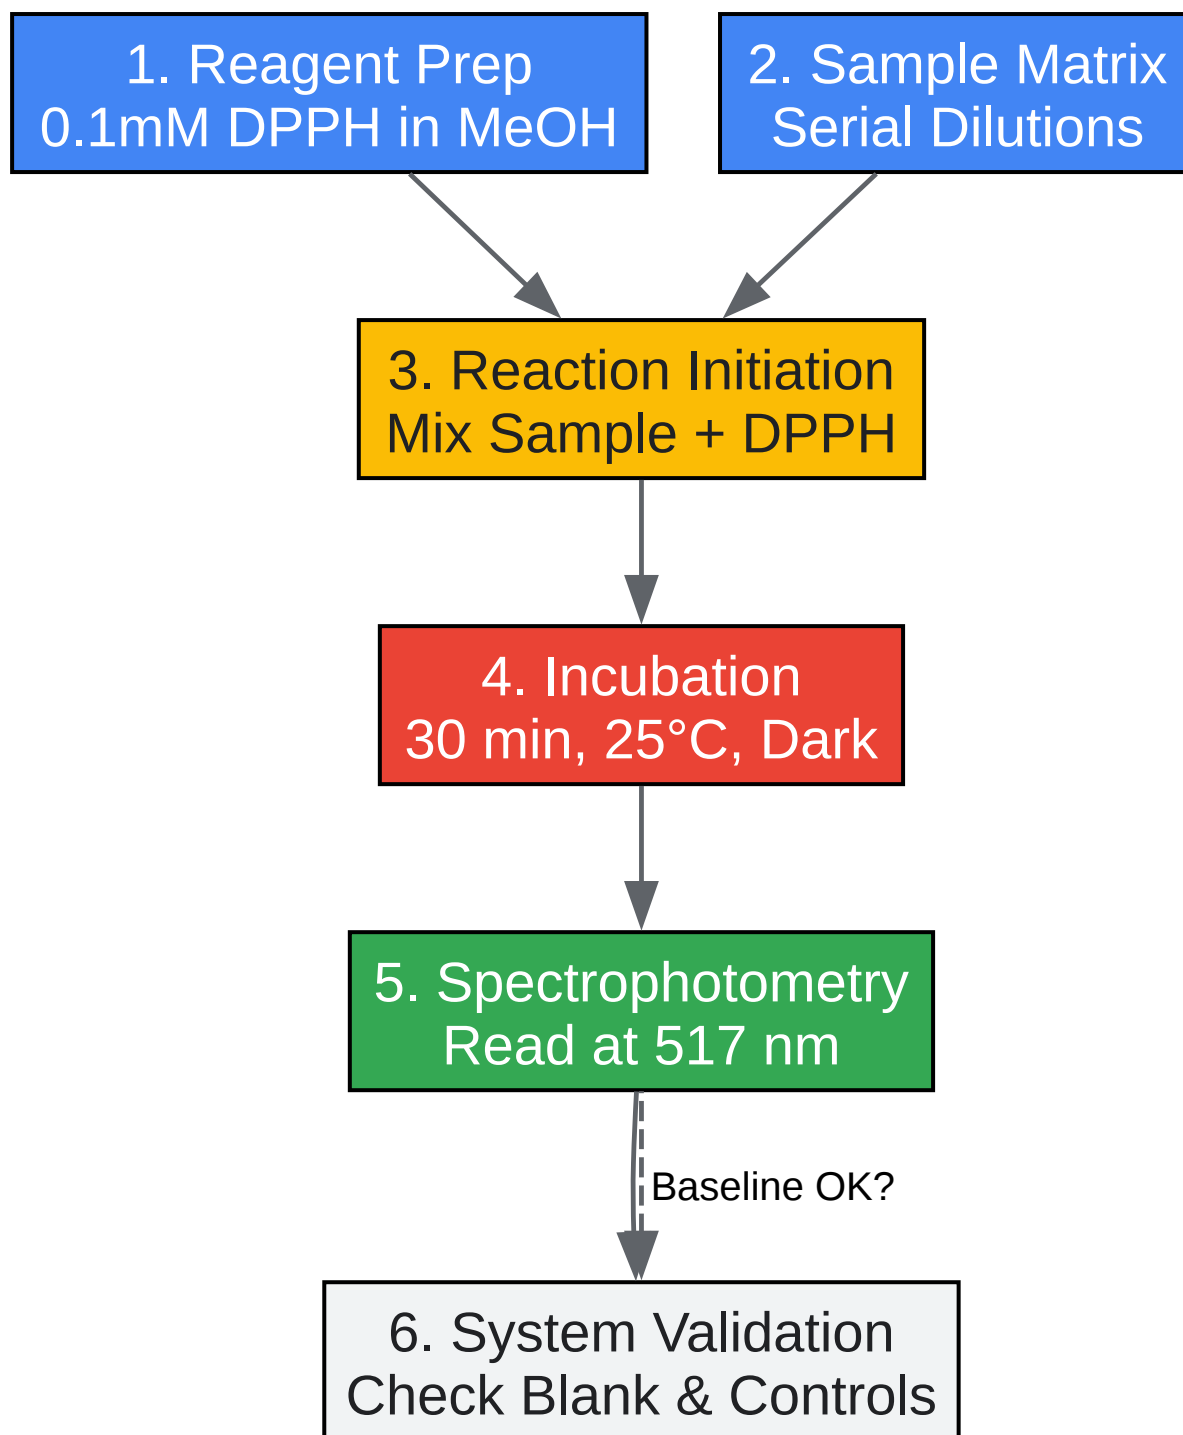 1. Reagent Prep
0.1mM DPPH in MeOH
2. Sample Matrix
Serial Dilutions
3. Reaction Initiation
Mix Sample + DPPH
4. Incubation
30 min, 25°C, Dark
5. Spectrophotometry
Read at 517 nm
Baseline OK?
6. System Validation
Check Blank & Controls